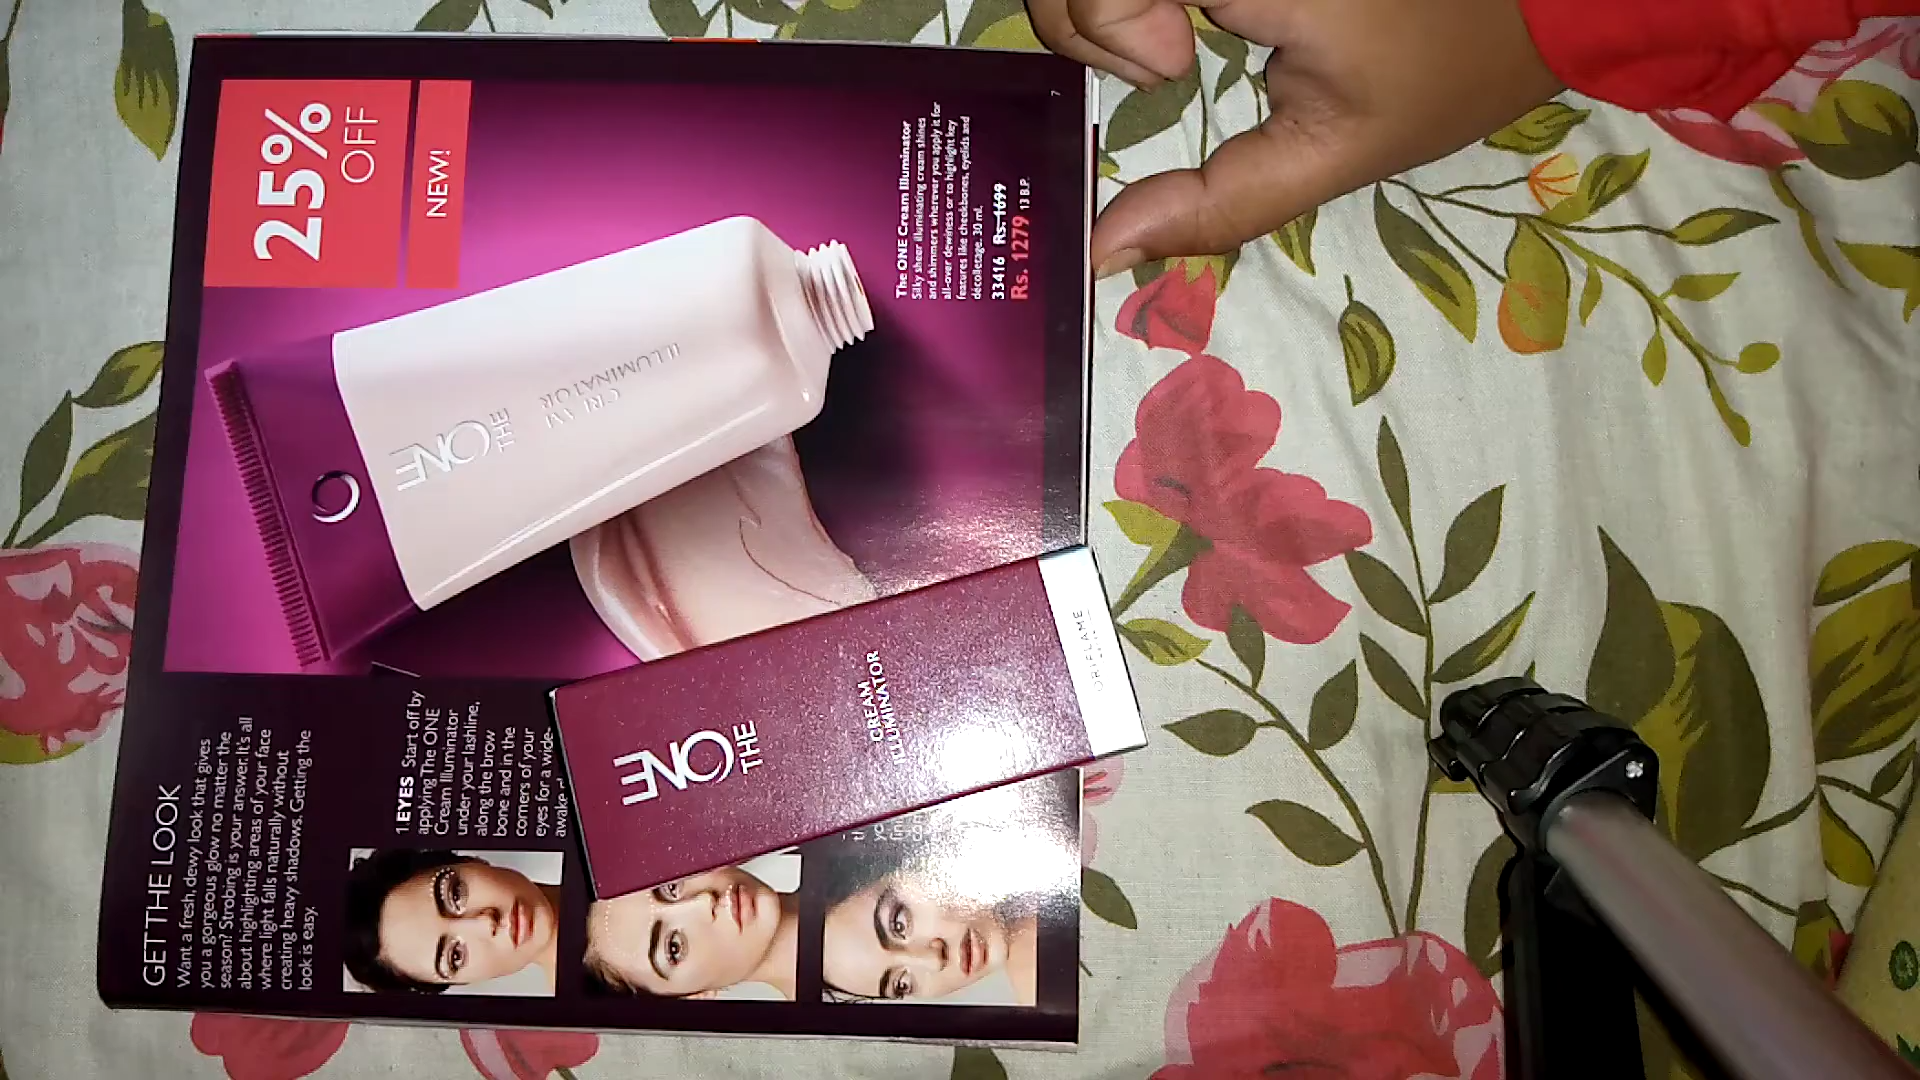 25%
OFF
NEW!
THE
ONE
CREAM
ILLUMINATOR
The ONE Cream Illuminator
Silky sheer illuminating cream shines
and shimmers wherever you apply it for
all-over dewiness or to highlight key
features like cheekbones, eyelids and
décolletage. 30 ml.
33416 Rs. 1699
Rs. 1279 13 B.P.
7
GET THE LOOK
Want a fresh, dewy look that gives
you a gorgeous glow no matter the
season? Strobing is your answer. It's all
about highlighting areas of your face
where light falls naturally without
creating heavy shadows. Getting the
look is easy.
1.EYES Start off by
applying The ONE
Cream Illuminator
under your lashline,
along the brow
bone and in the
corners of your
eyes for a wide-
awake
THE
ONE
CREAM
ILLUMINATOR
ORIFLAME